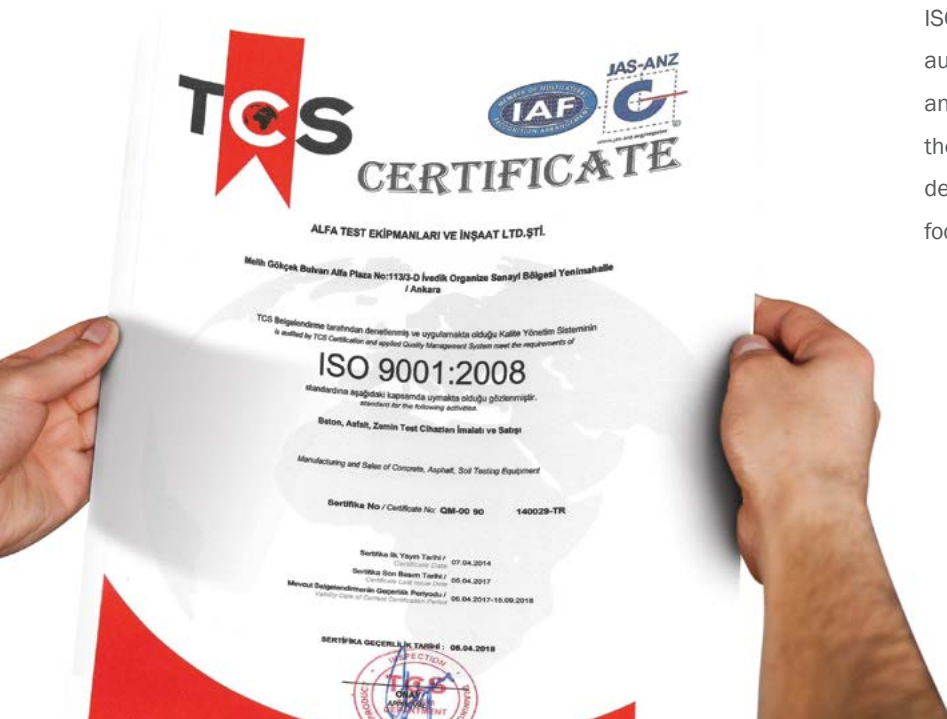 TCS
IAF
JAS-ANZ
CERTIFICATE
ALFA TEST EKİPMANLARI VE İNŞAAT LTD.ŞTİ.
Melih Gökçek Bulvarı Alfa Plaza No:113/3-D İvedik Organize Sanayi Bölgesi Yenimahalle
/ Ankara
TCS Belgelendirme tarafından denetlenmiş ve uygulamakta olduğu Kalite Yönetim Sisteminin
is audited by TCS Certification and applied Quality Management System meet the requirements of
ISO 9001:2008
standardına aşağıdaki kapsamda uymakta olduğu gözlenmiştir.
standard for the following activities.
Beton, Asfalt, Zemin Test Cihazları İmalatı ve Satışı
Manufacturing and Sales of Concrete, Asphalt, Soil Testing Equipment
Sertifika No / Certificate No: QM-00 90 140029-TR
Sertifika İlk Yayın Tarihi /
Certificate Date 07.04.2014
Sertifika Son Basım Tarihi /
Certificate Last Issue Date 05.04.2017
Mevcut Belgelendirmenin Geçerlilik Periyodu /
Validity Date of Current Certification Period 06.04.2017-15.09.2018
SERTİFİKA GEÇERLİLİK TARİHİ : 06.04.2018
INSPECTION
TCS
ONAY /
DEPARTMENT